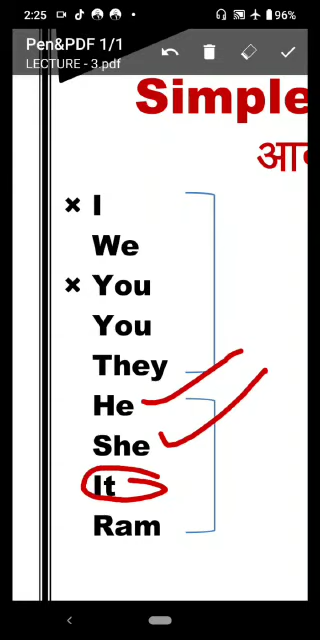 2:25
96%
Pen&PDF 1/1
LECTURE - 3.pdf
Simple
× I
We
× You
You
They
He
She
It
Ram